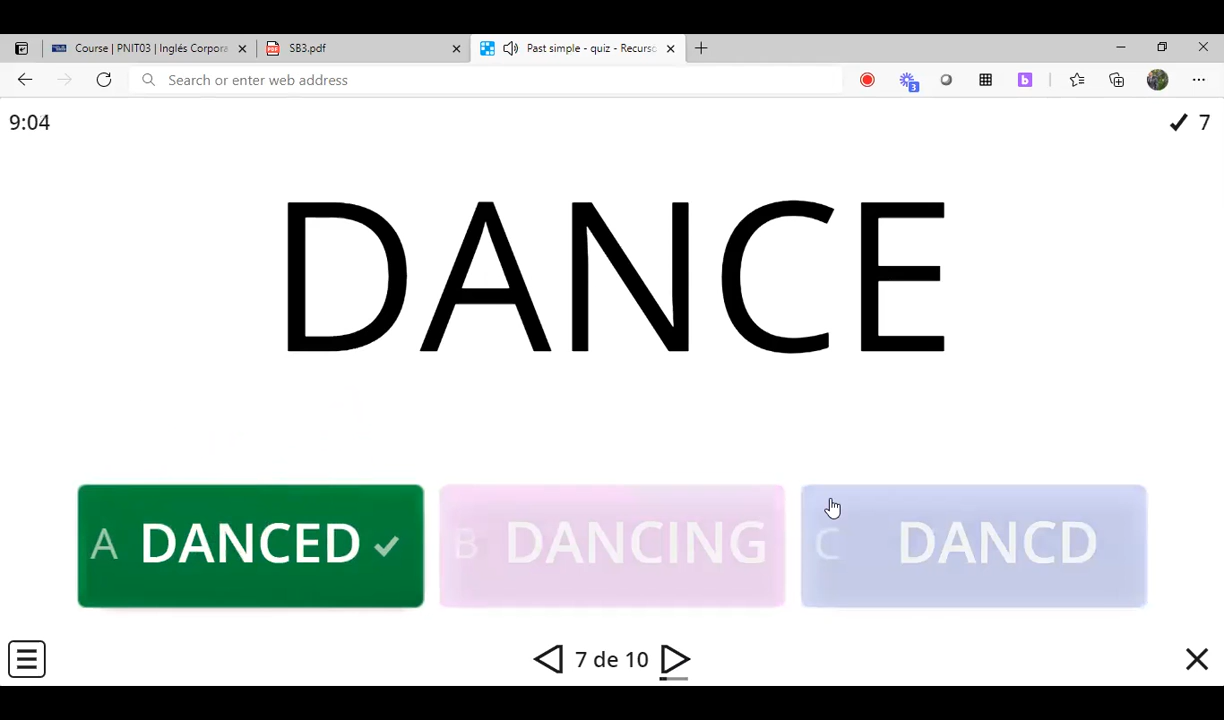 Course | PNIT03 | Inglés Corpora
SB3.pdf
Past simple - quiz - Recurso
Search or enter web address
3
b
9:04
7
DANCE
A DANCED
B DANCING
C DANCD
7 de 10